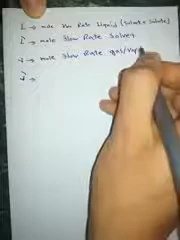 L → mole flow Rate Liquid (Solute + Solvent)
L' → mole flow Rate Solvent
→ mole flow Rate gas/vap
→